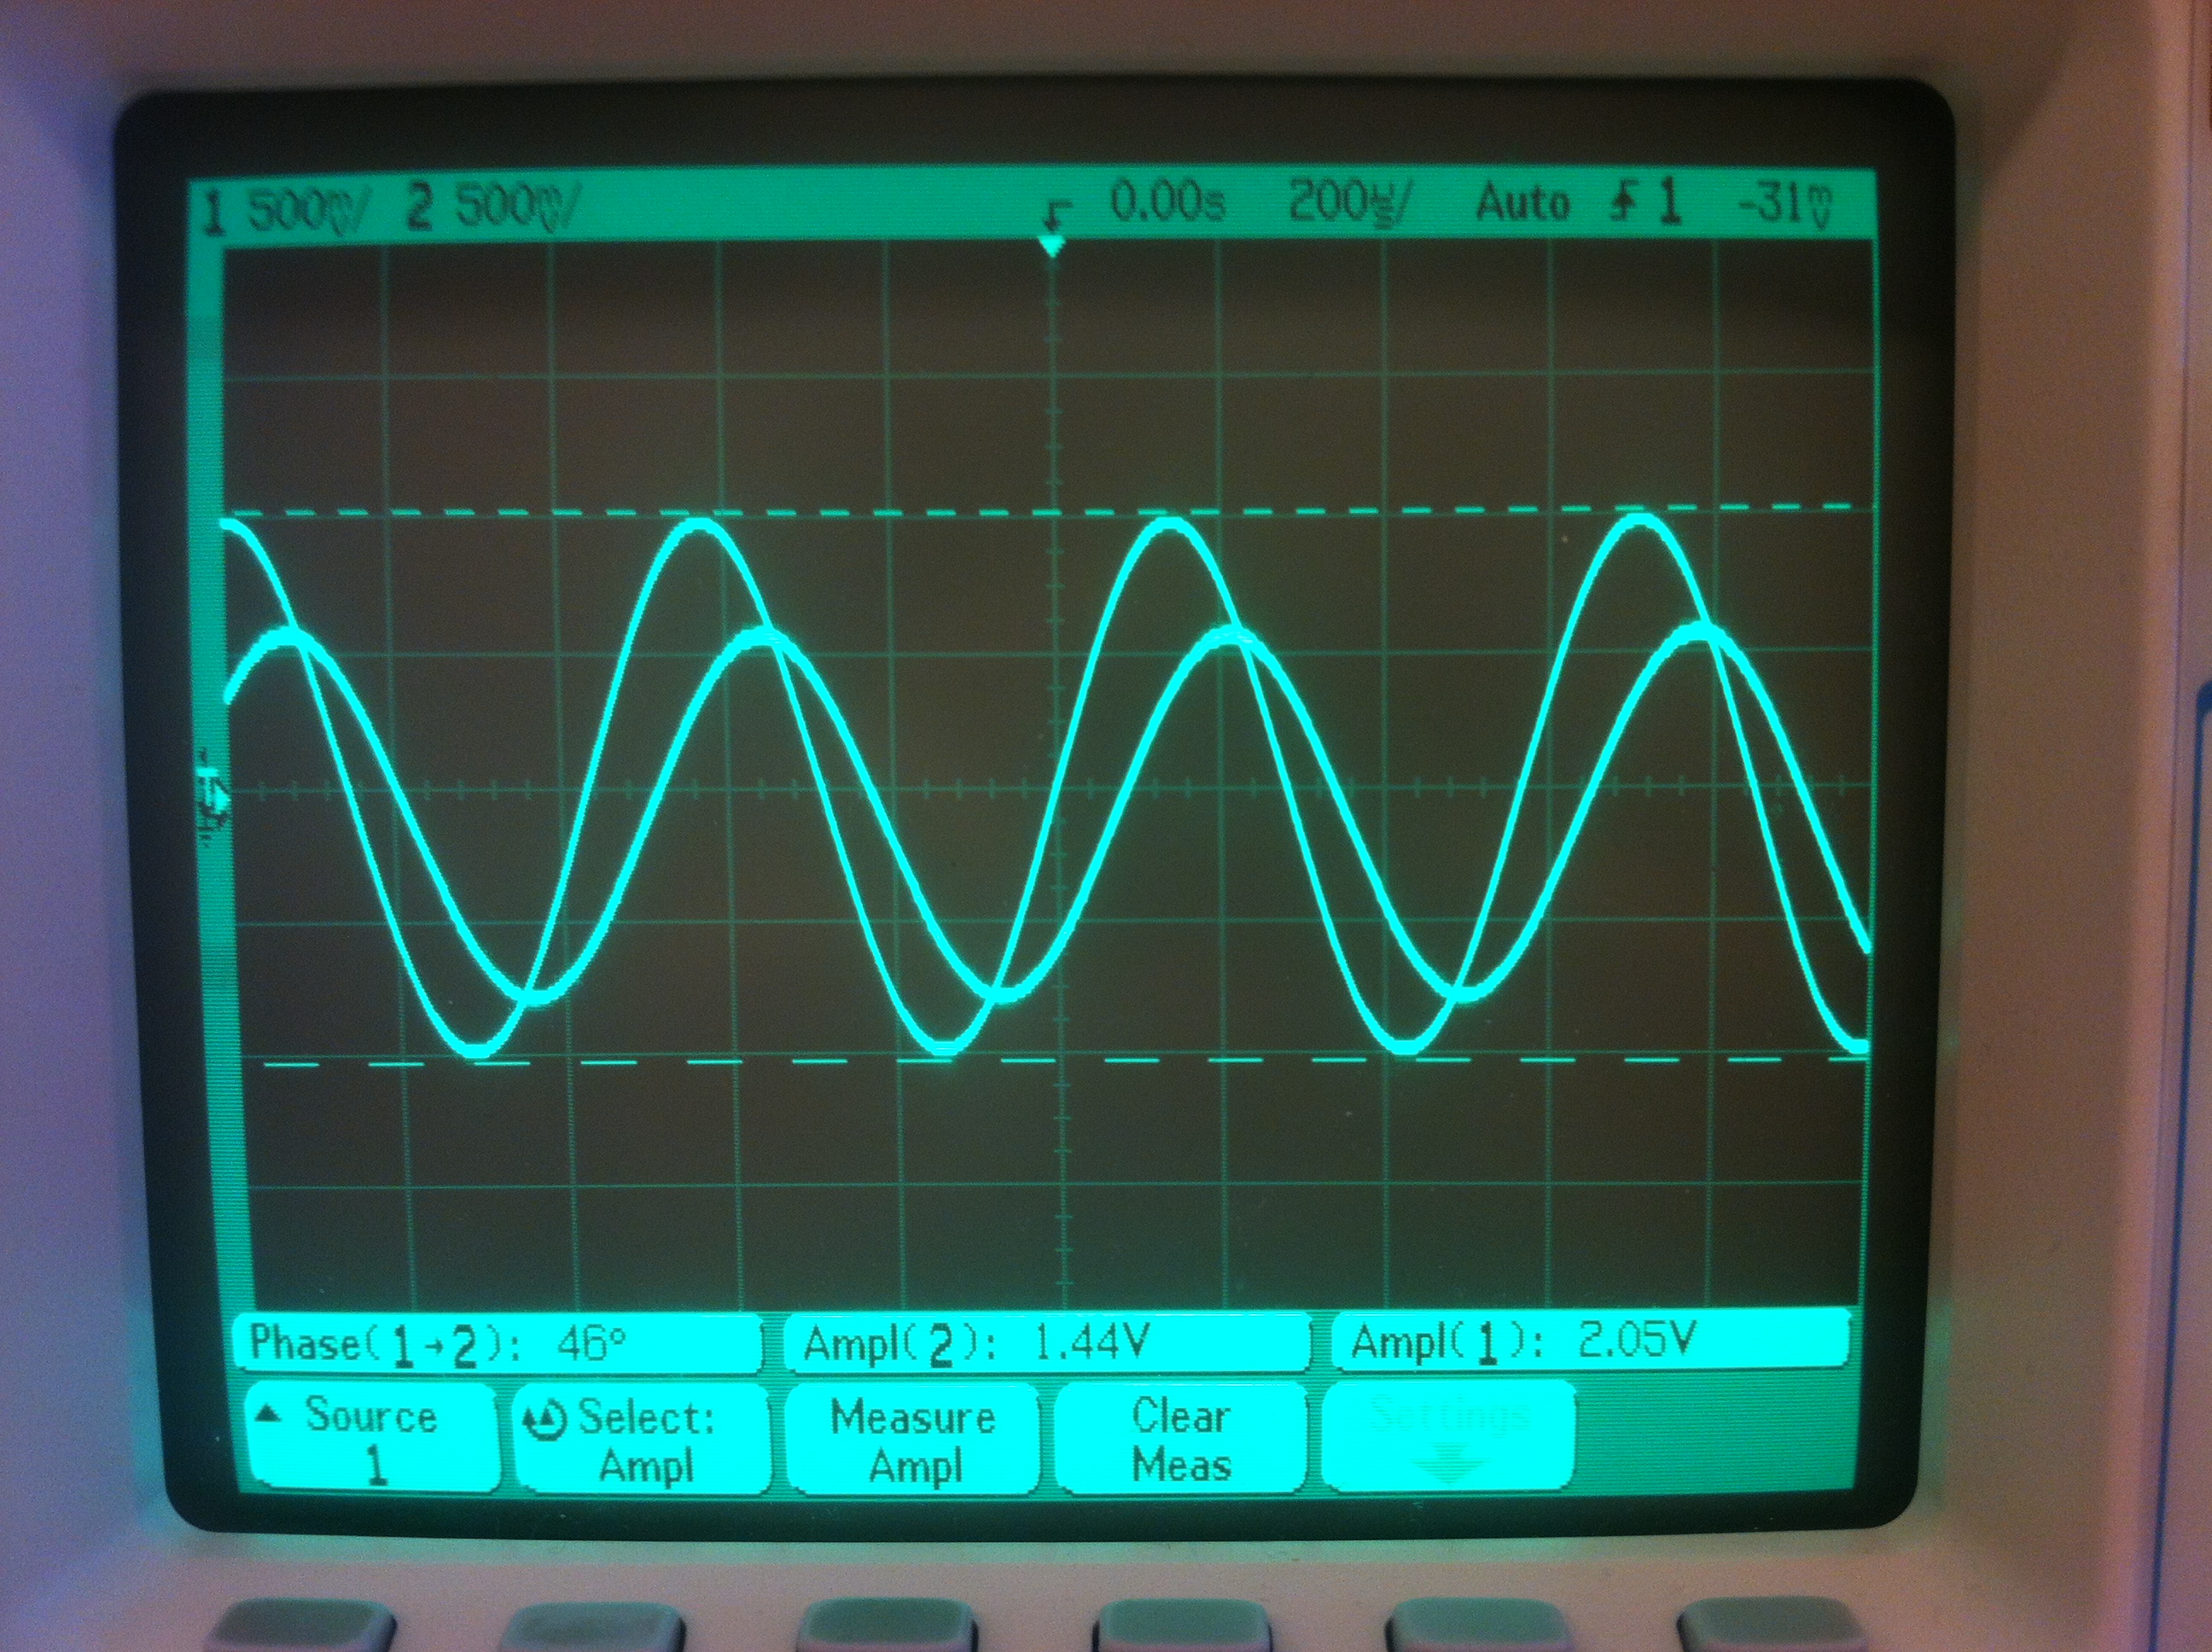 1 500mV/ 2 500mV/ 0.00s 200µs/ Auto 1 -31mV
Phase(1→2): 46° Ampl(2): 1.44V Ampl(1): 2.05V
Source Select: Measure Clear Settings
1 Ampl Ampl Meas